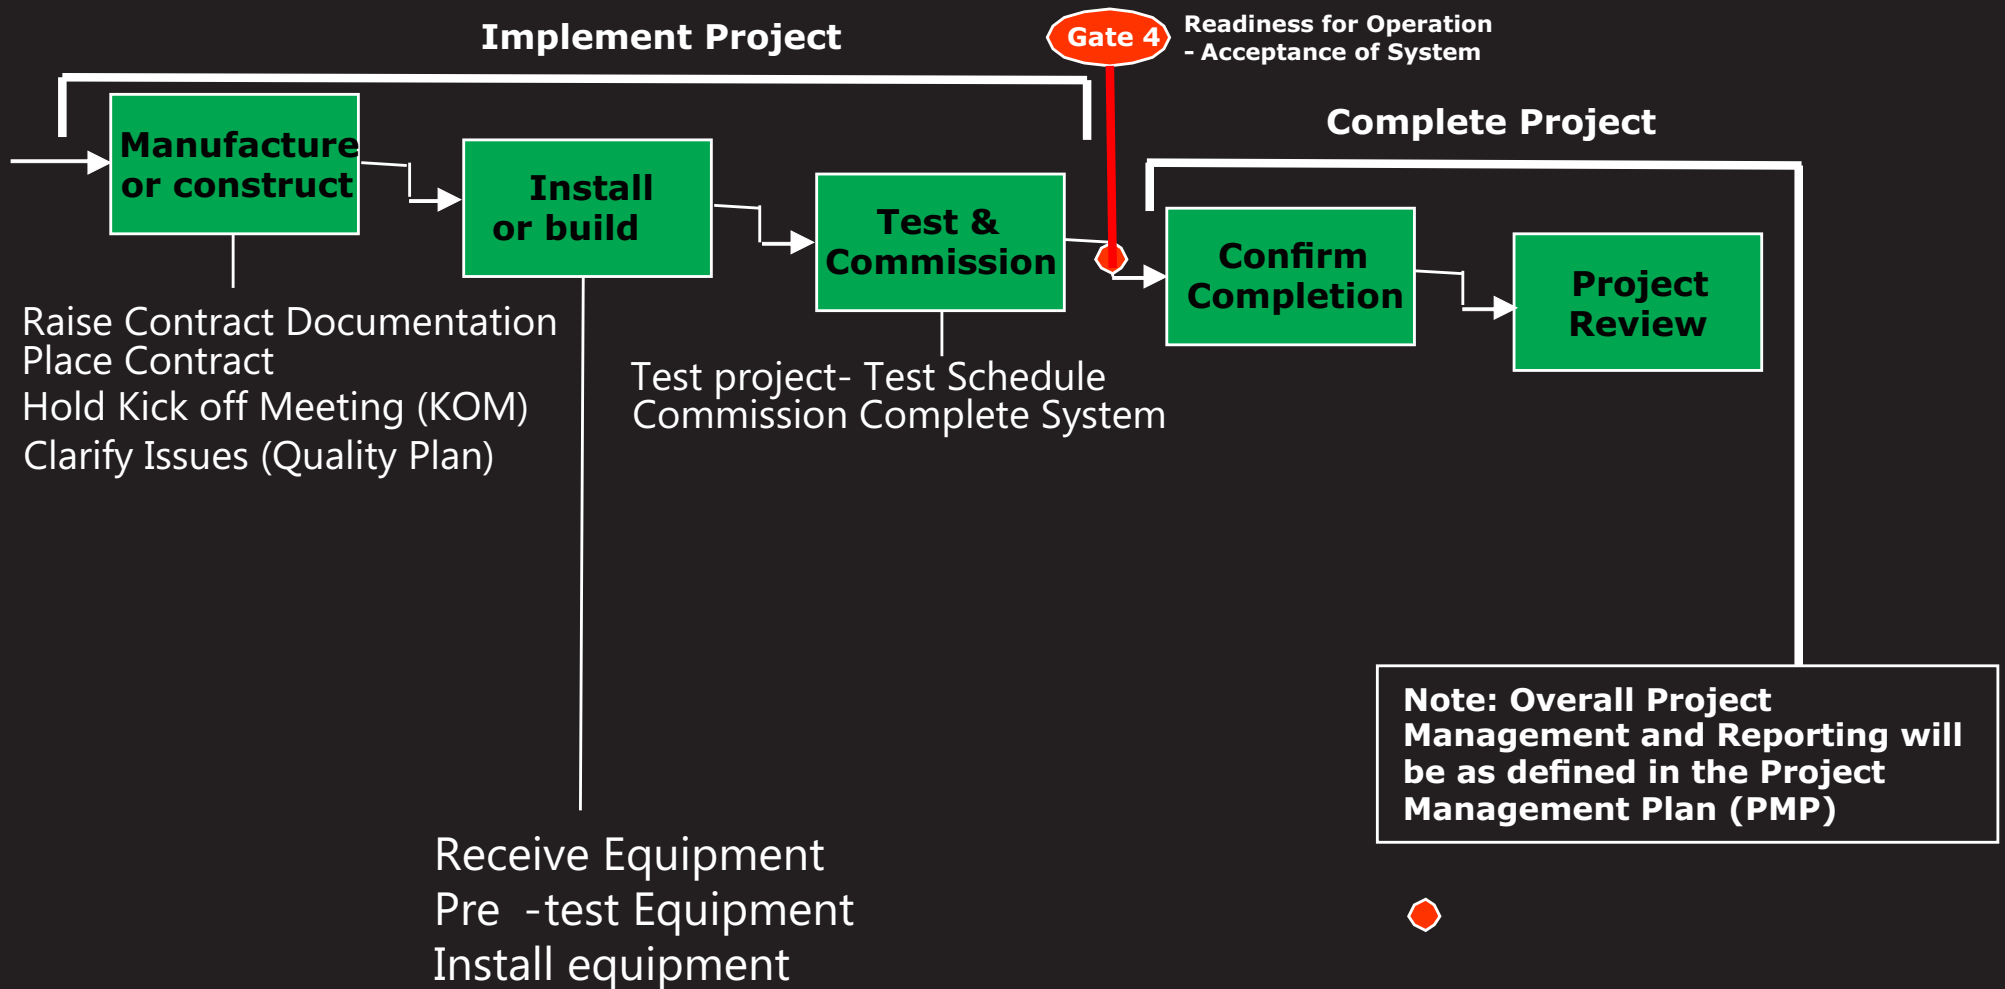 Implement Project
Gate 4
Readiness for Operation
- Acceptance of System
Complete Project
Manufacture
or construct
Install
or build
Test &
Commission
Confirm
Completion
Project
Review
Raise Contract Documentation
Place Contract
Hold Kick off Meeting (KOM)
Clarify Issues (Quality Plan)
Test project- Test Schedule
Commission Complete System
Receive Equipment
Pre -test Equipment
Install equipment
Note: Overall Project
Management and Reporting will
be as defined in the Project
Management Plan (PMP)